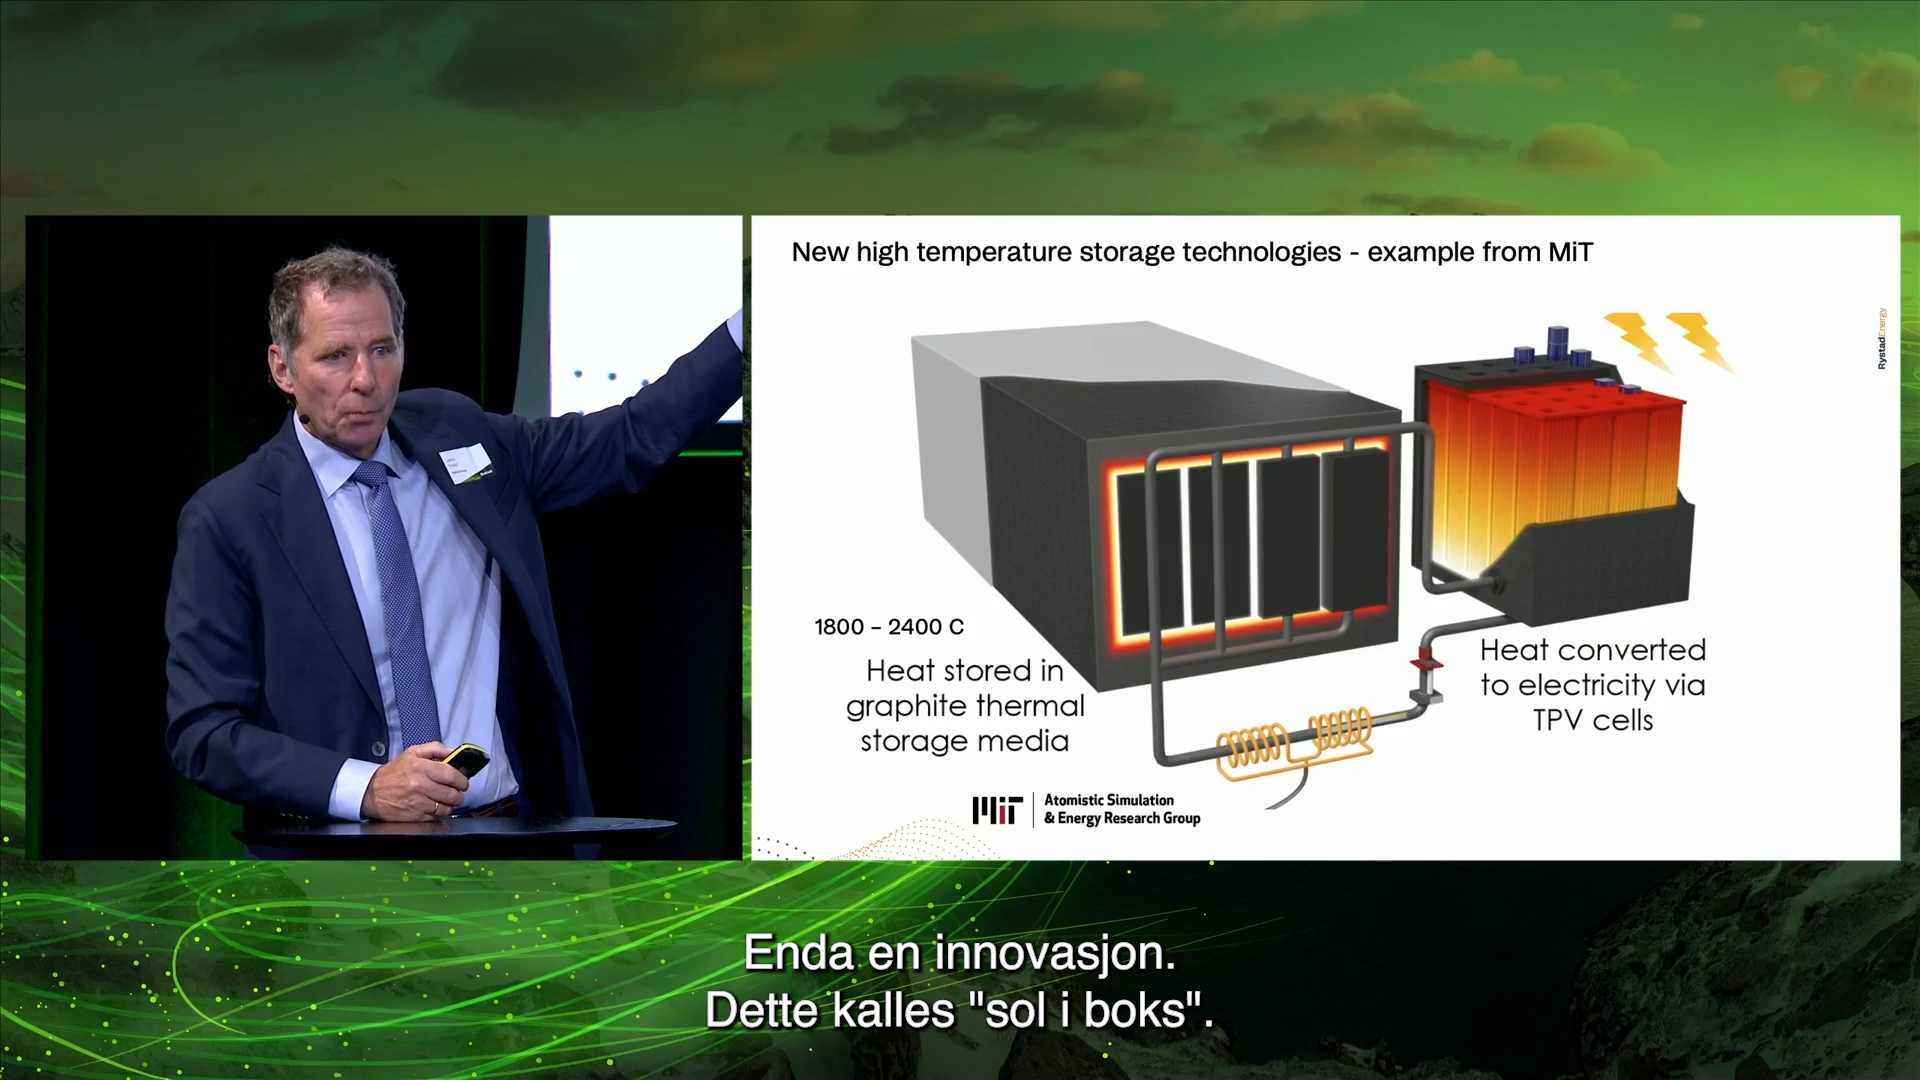 New high temperature storage technologies - example from MiT
RystadEnergy
1800 – 2400 C
Heat stored in
graphite thermal
storage media
Heat converted
to electricity via
TPV cells
MiT
Atomistic Simulation
& Energy Research Group
Enda en innovasjon.
Dette kalles "sol i boks".